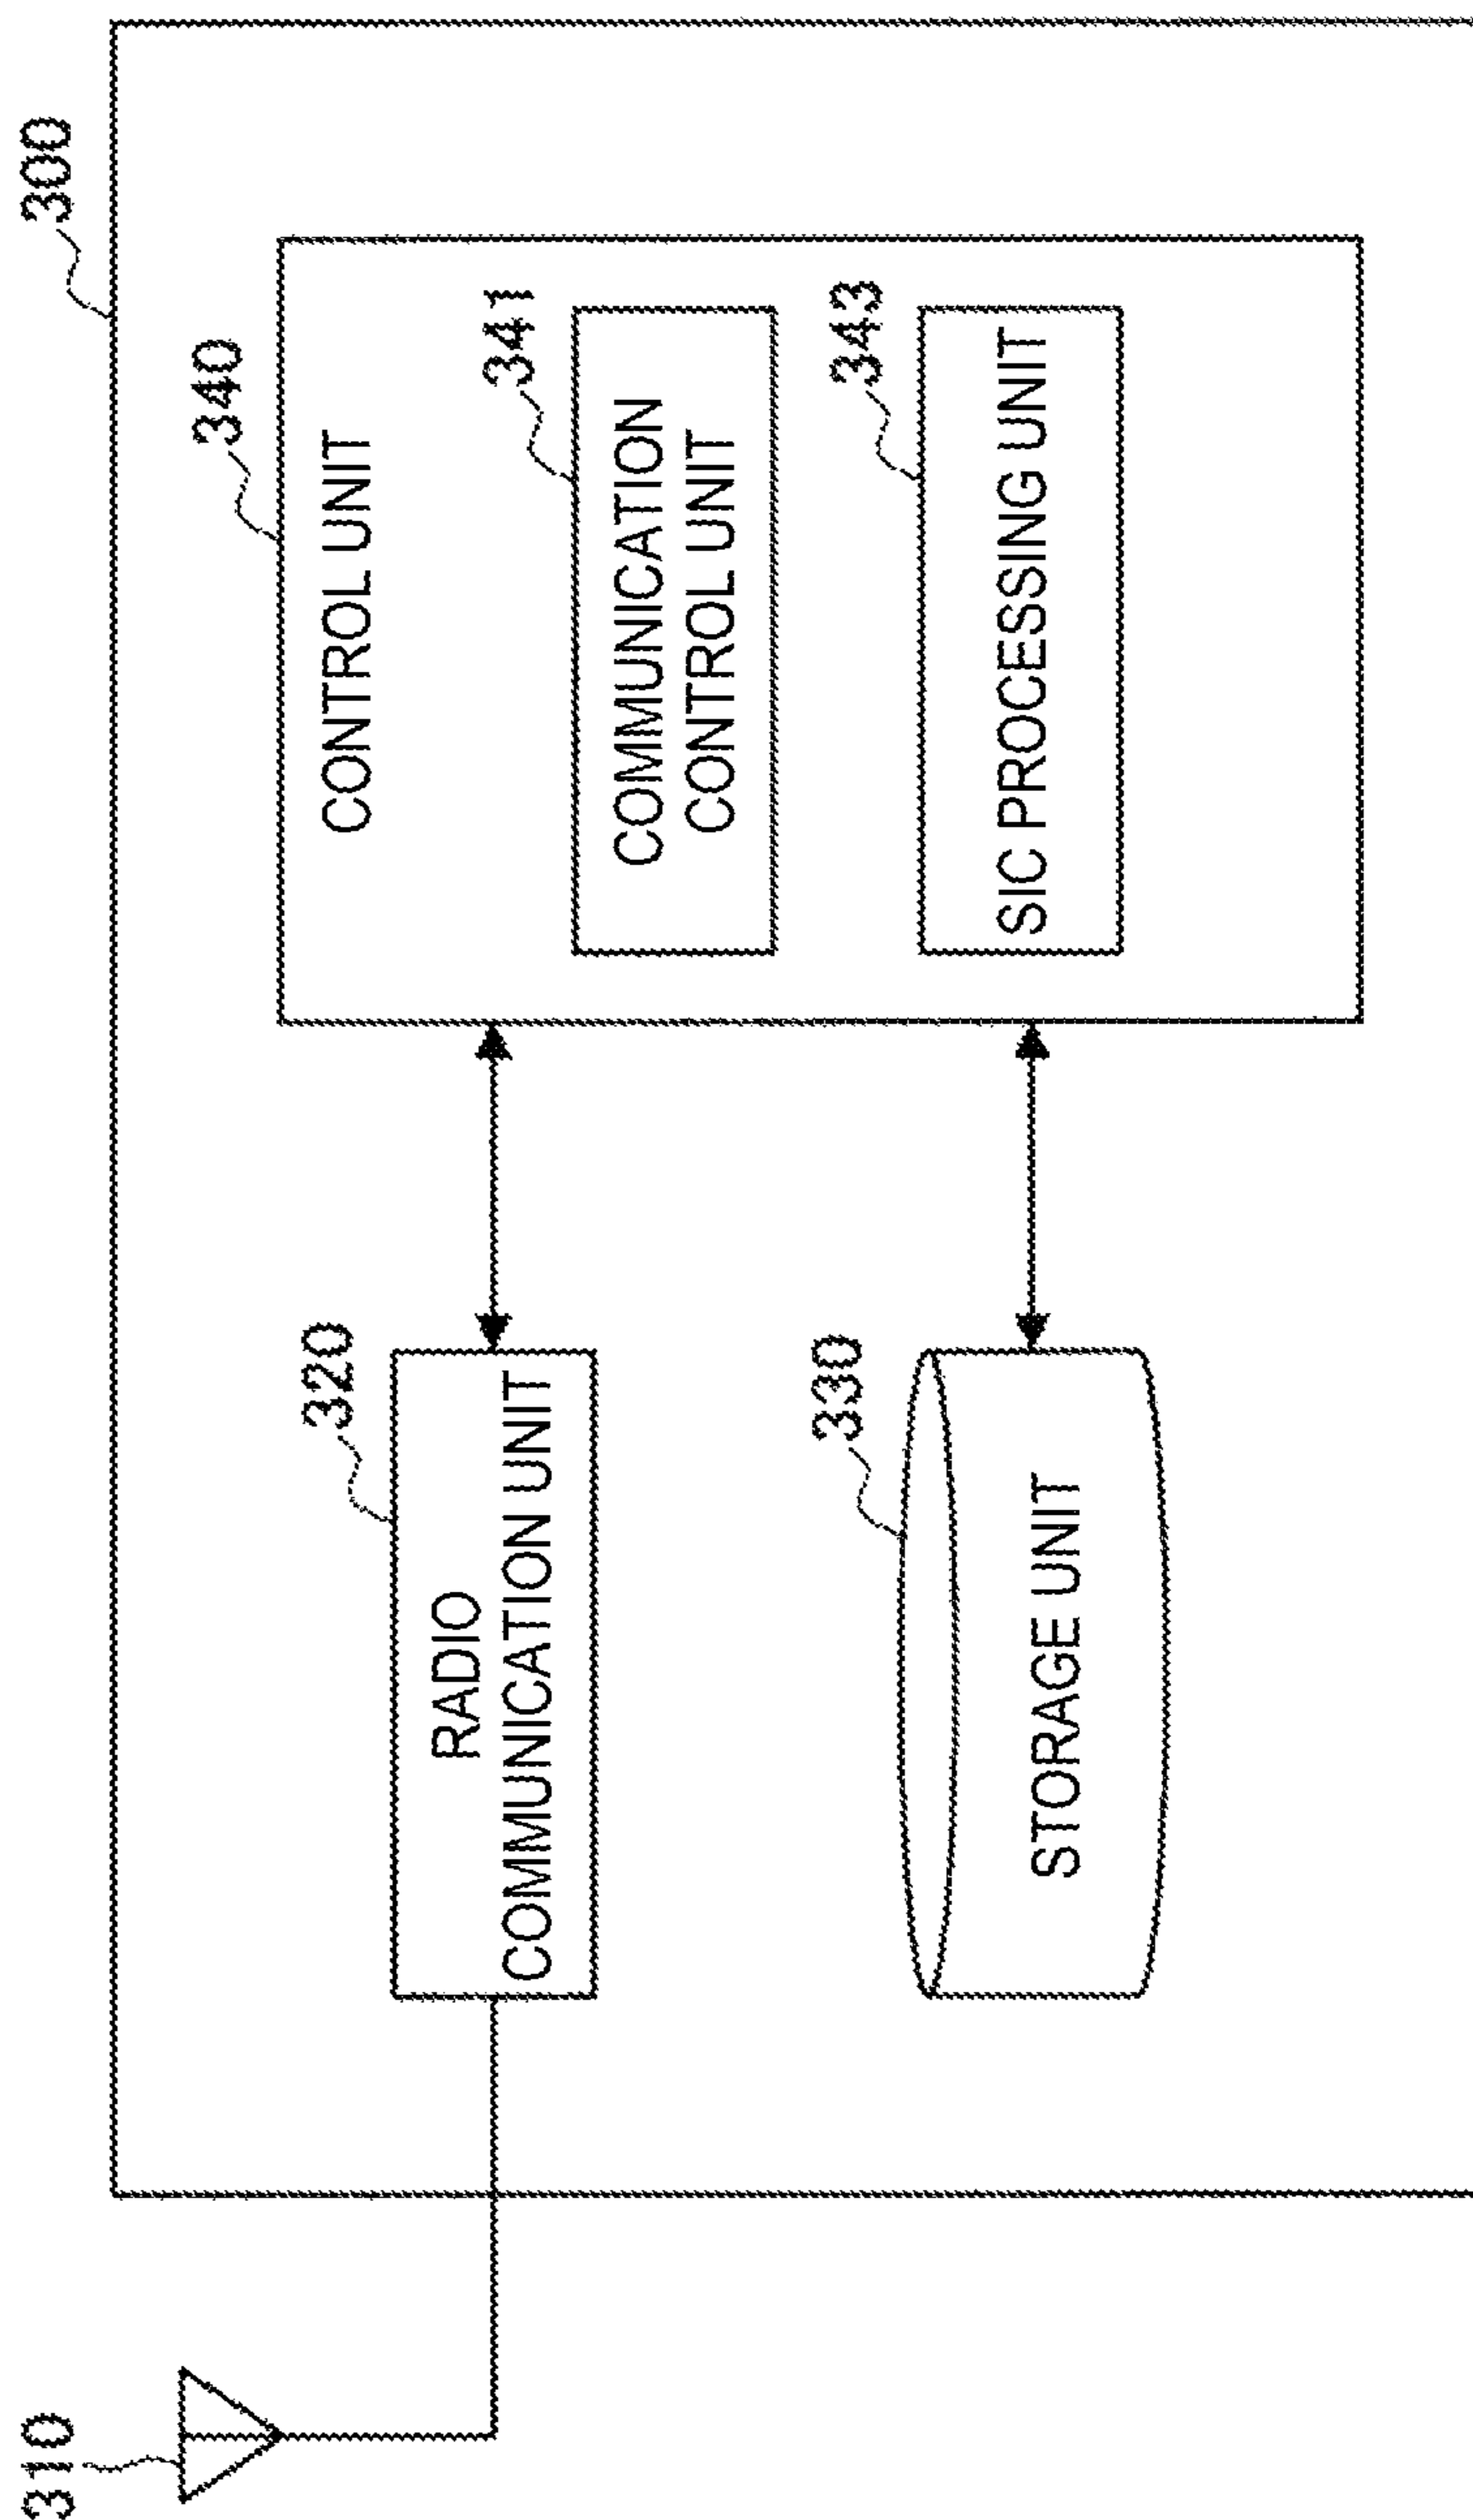 300
310
320
RADIO
COMMUNICATION UNIT
340
CONTROL UNIT
341
COMMUNICATION
CONTROL UNIT
330
STORAGE UNIT
343
SIC PROCESSING UNIT